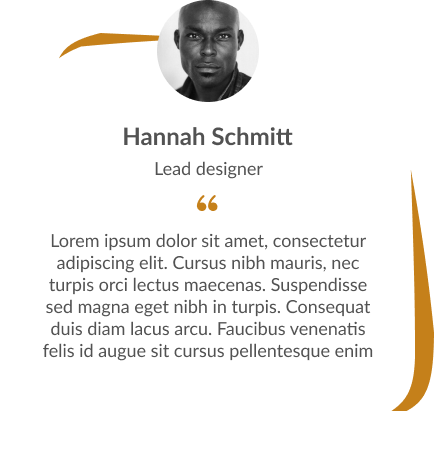 Hannah Schmitt
Lead designer
“
Lorem ipsum dolor sit amet, consectetur
adipiscing elit. Cursus nibh mauris, nec
turpis orci lectus maecenas. Suspendisse
sed magna eget nibh in turpis. Consequat
duis diam lacus arcu. Faucibus venenatis
felis id augue sit cursus pellentesque enim